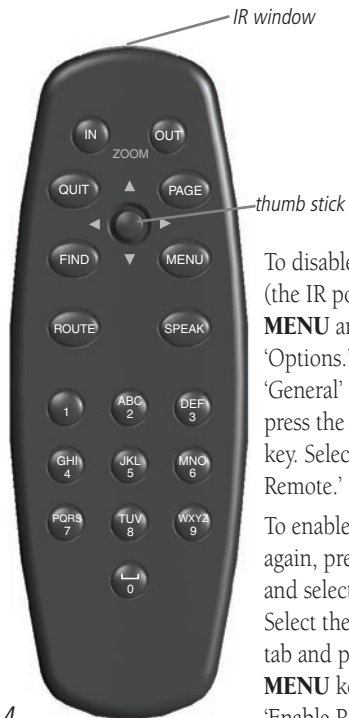 IR window
IN
OUT
ZOOM
QUIT
PAGE
thumb stick
FIND
MENU
ROUTE
SPEAK
1
ABC
2
DEF
3
GHI
4
JKL
5
MNO
6
PQRS
7
TUV
8
WXYZ
9
0
To disable
(the IR po
MENU an
'Options.'
'General'
press the
key. Selec
Remote.'
To enable
again, pre
and select
Select the
tab and p
MENU ke
'Enable R
4